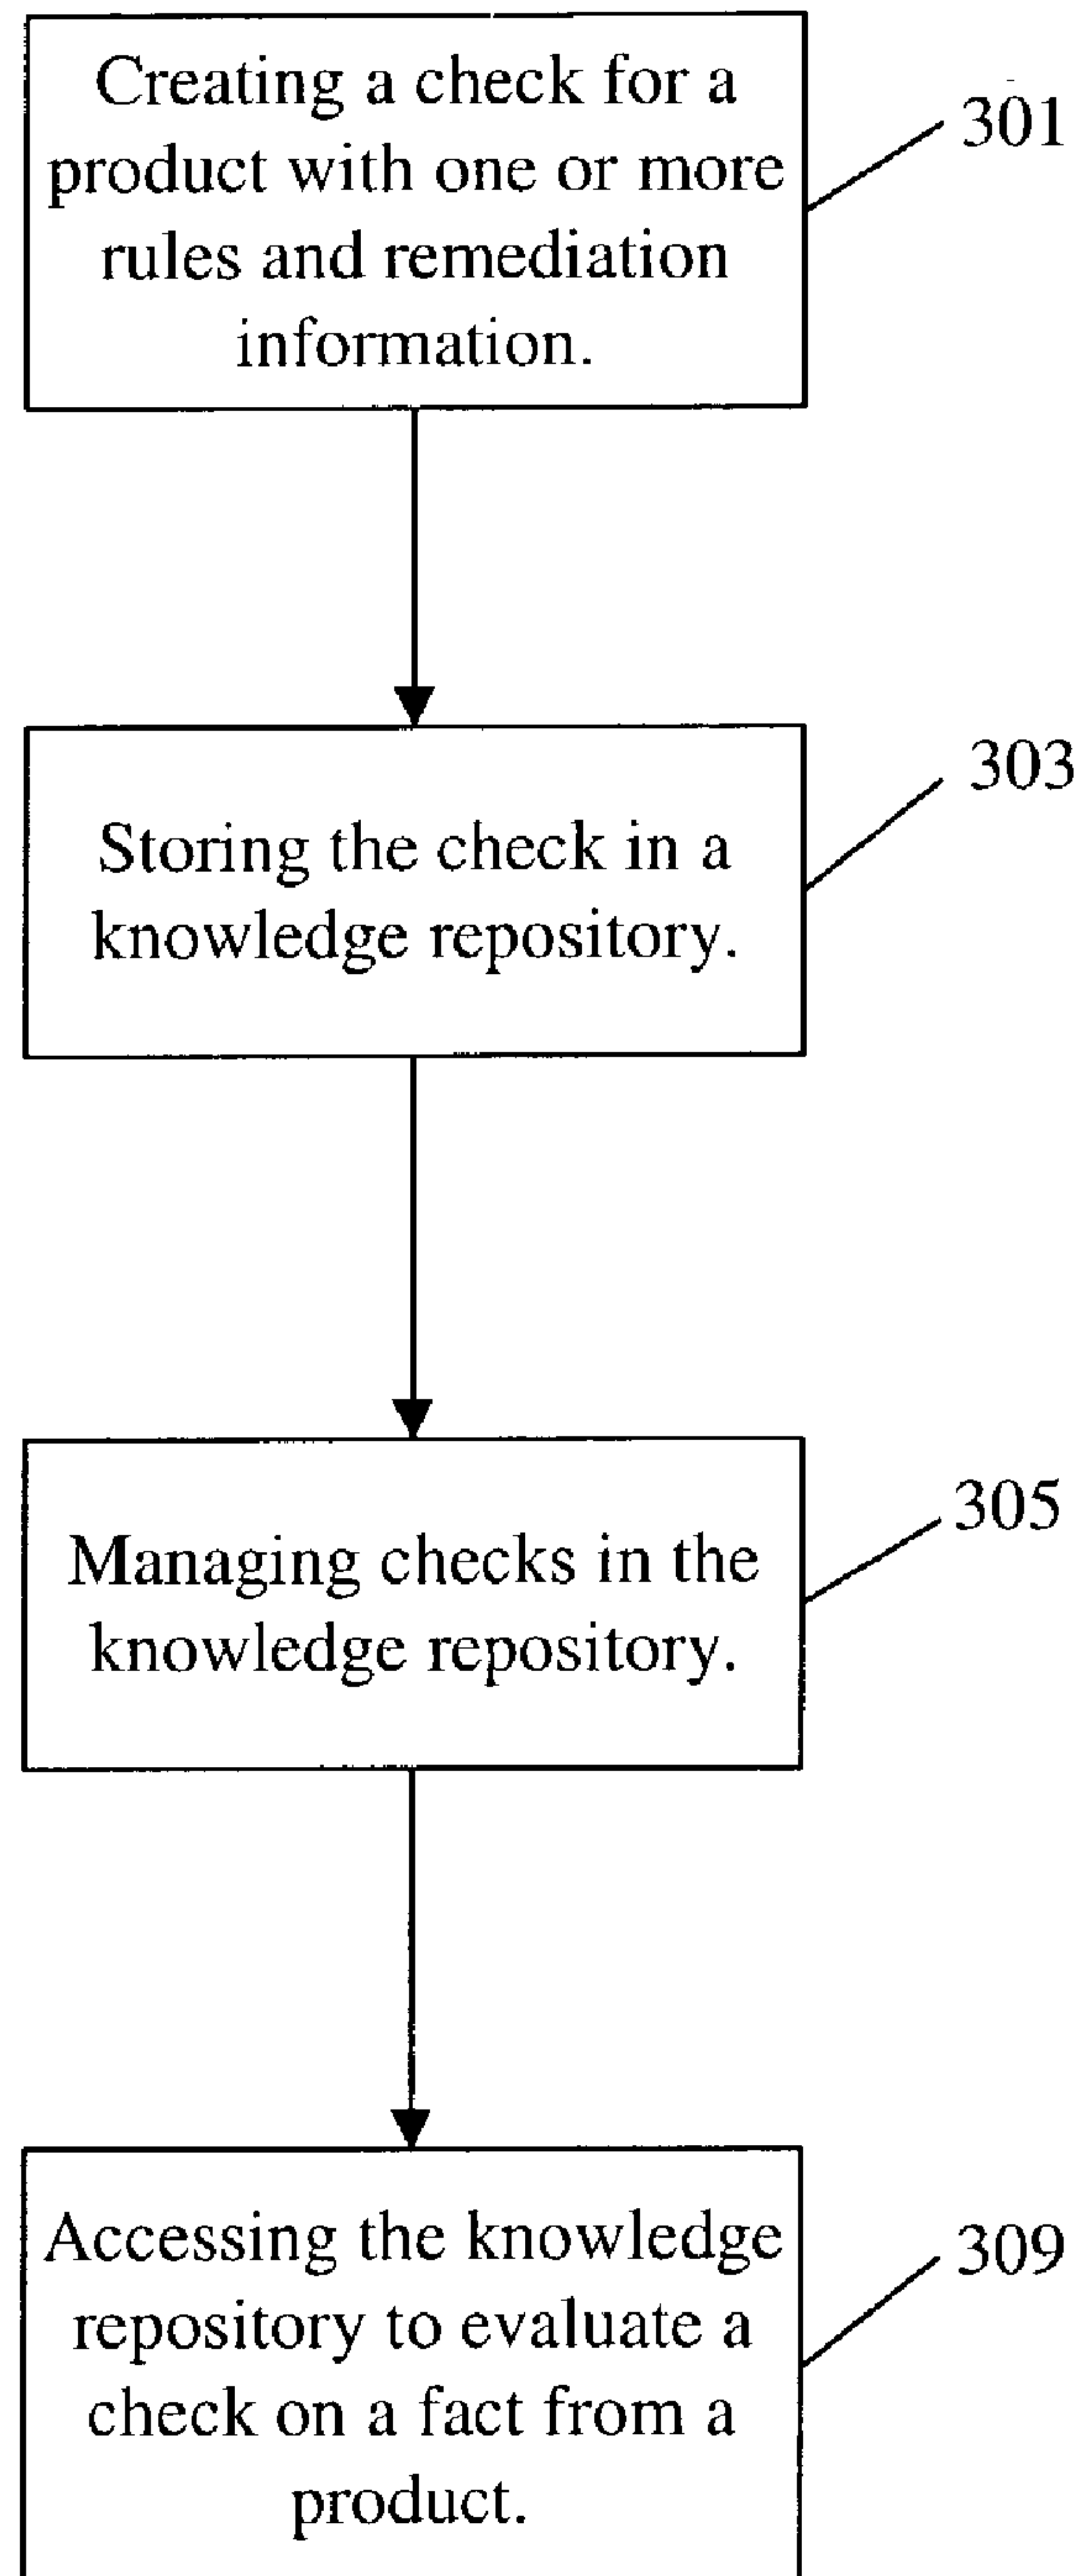 Creating a check for a
product with one or more
rules and remediation
information.
301
Storing the check in a
knowledge repository.
303
Managing checks in the
knowledge repository.
305
Accessing the knowledge
repository to evaluate a
check on a fact from a
product.
309